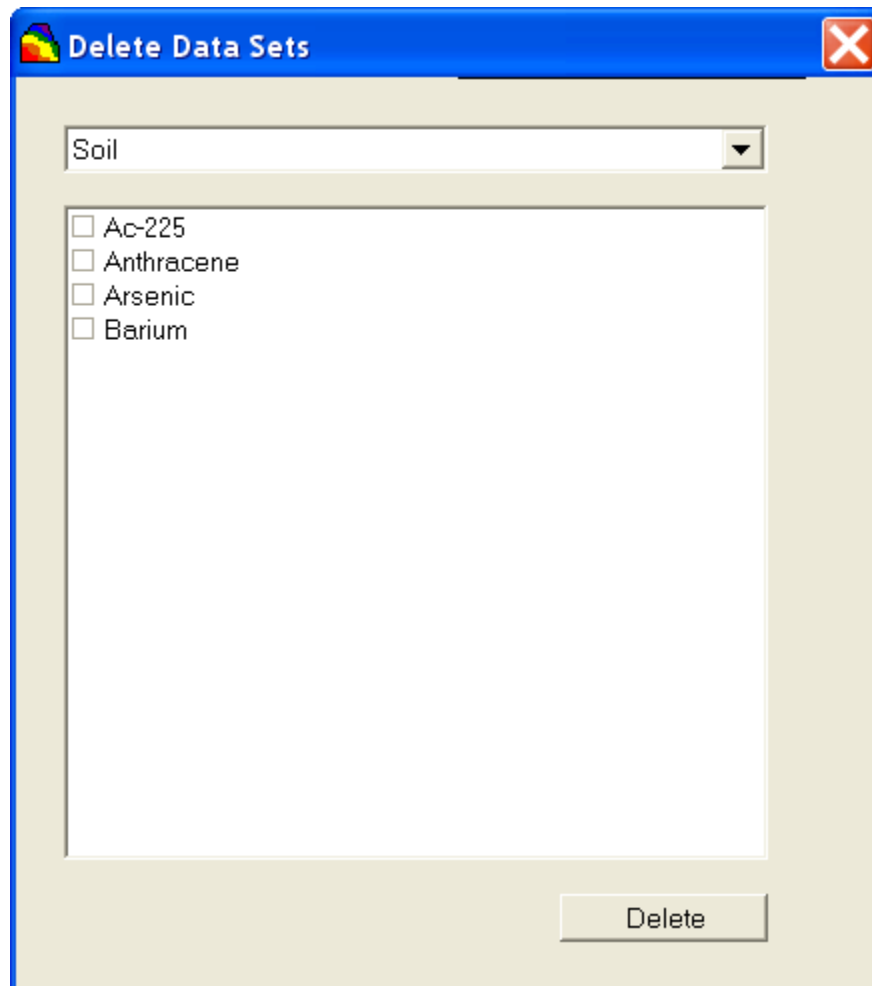 Delete Data Sets
Soil
Ac-225
Anthracene
Arsenic
Barium
Delete